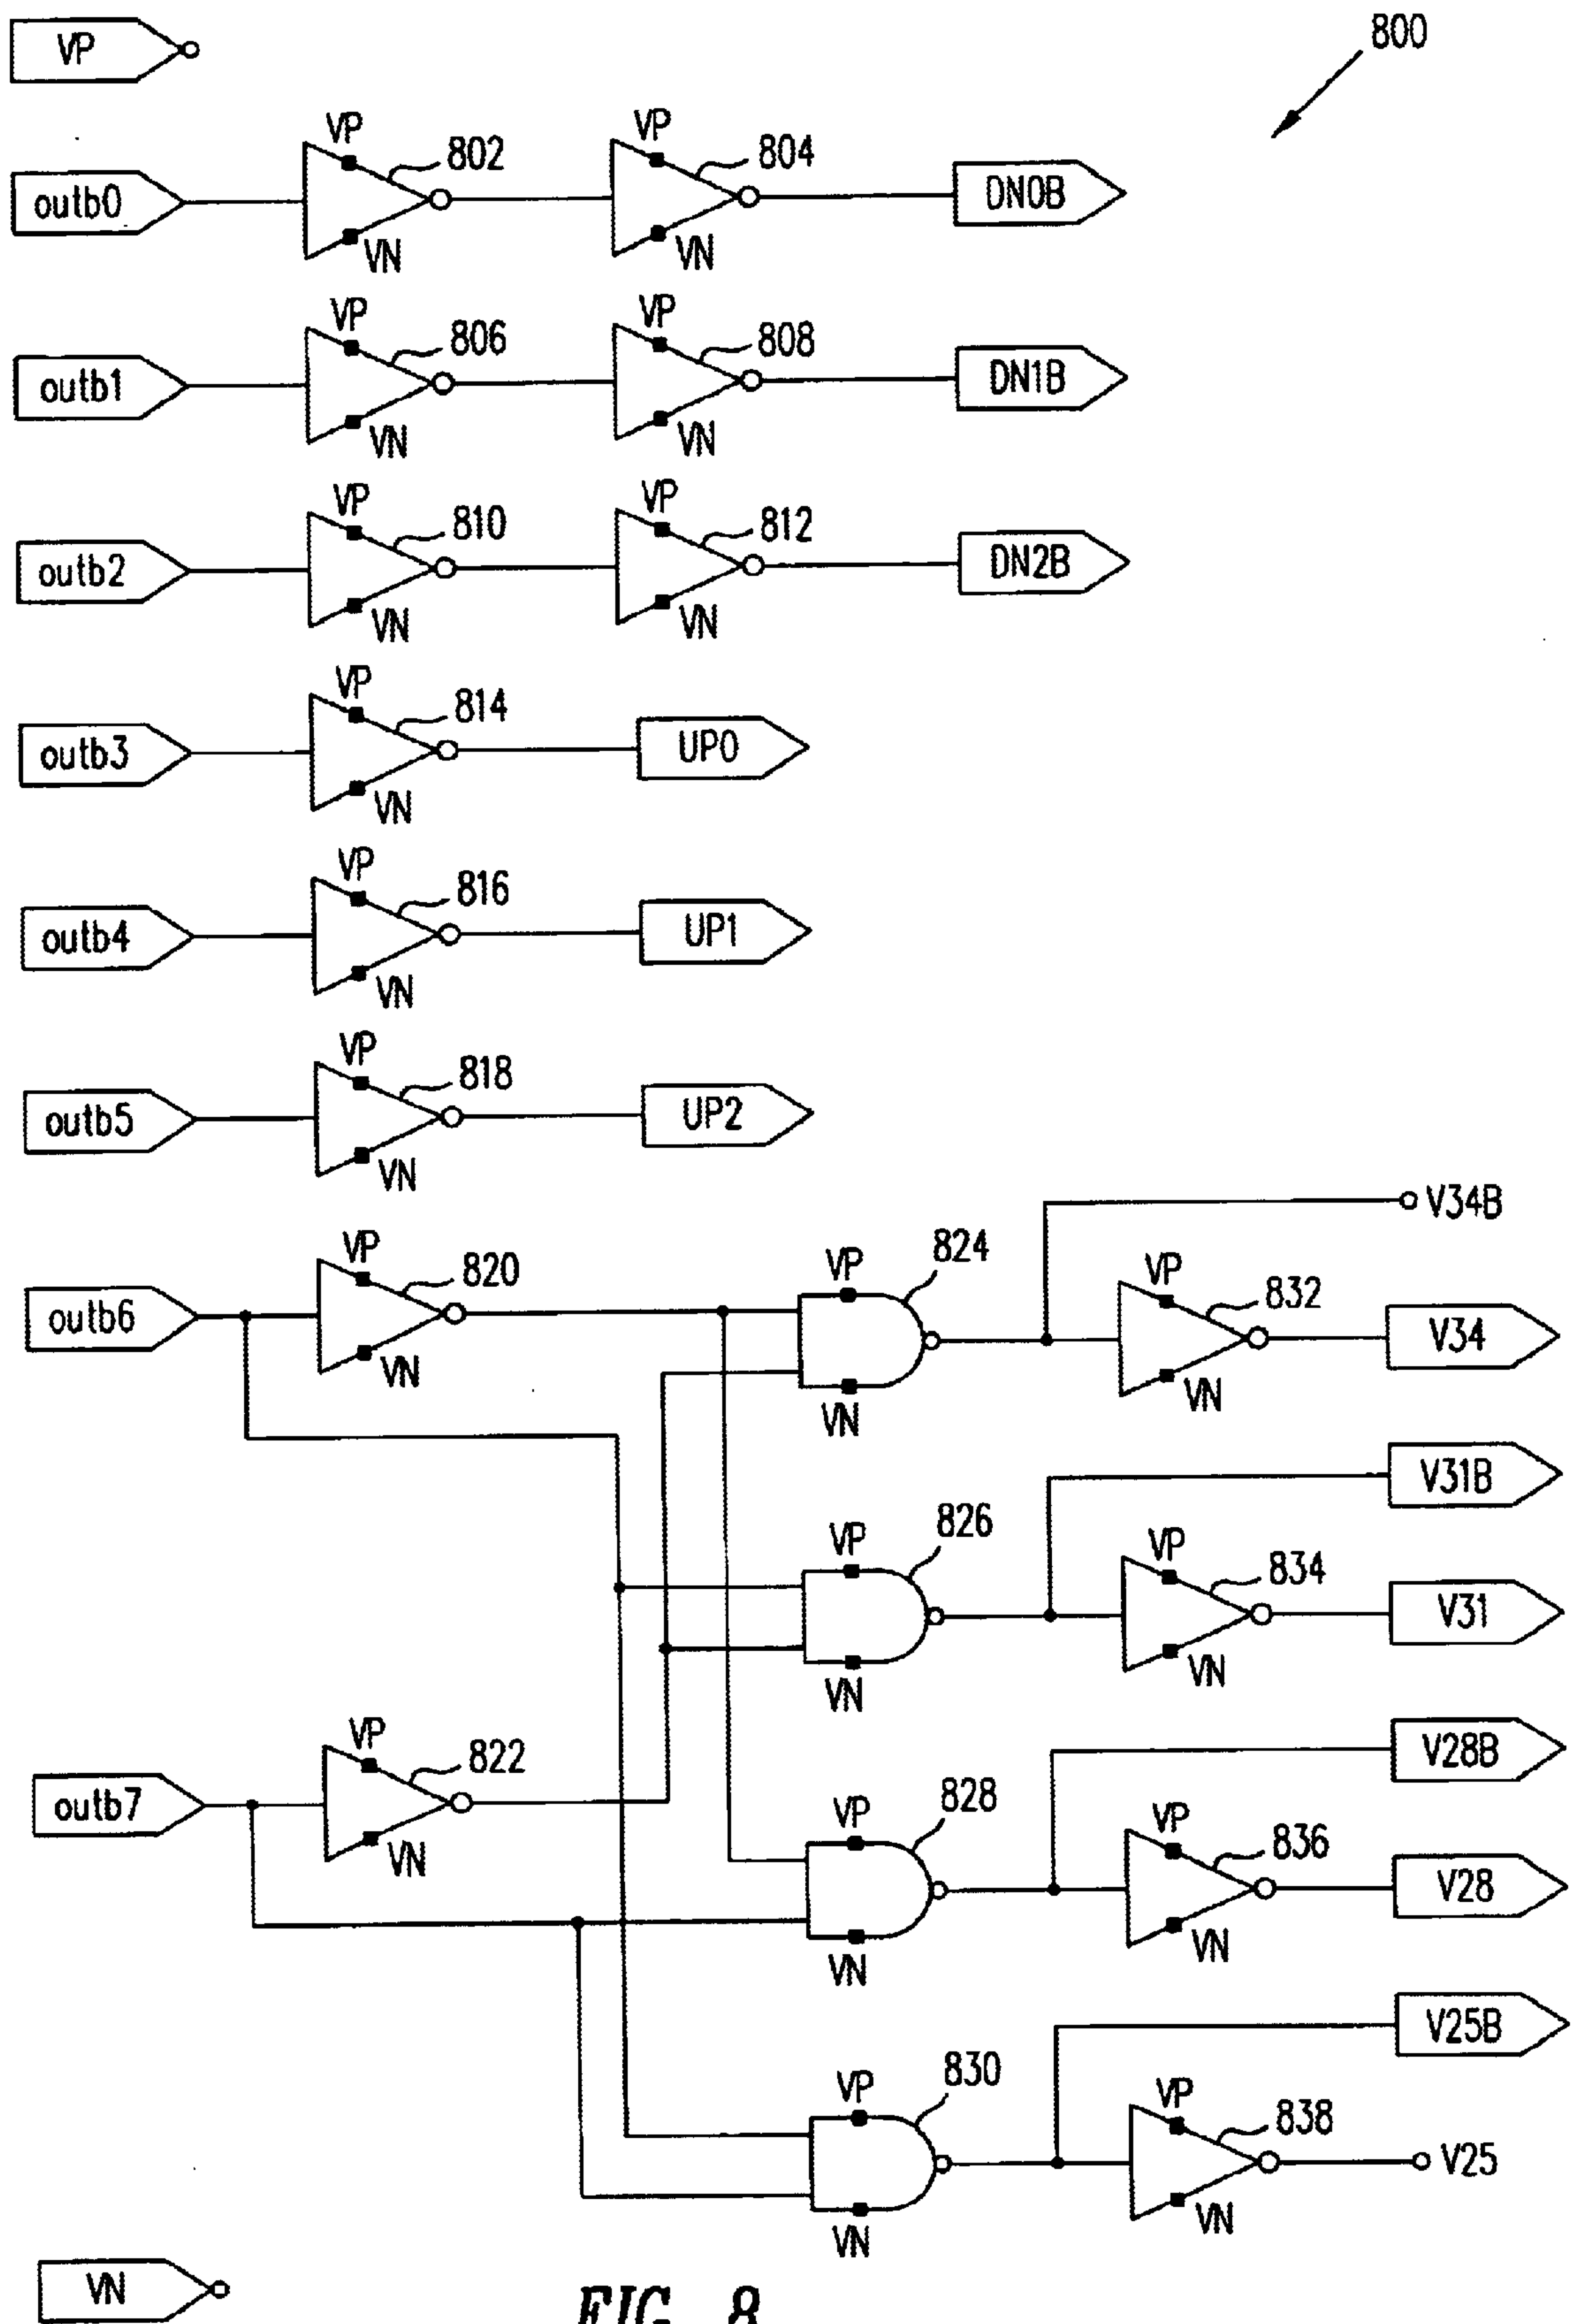 VP
800
VP
802
VP
804
outb0
DN0B
VN
VN
VP
806
VP
808
outb1
DN1B
VN
VN
VP
810
VP
812
outb2
DN2B
VN
VN
VP
814
outb3
UP0
VN
VP
816
outb4
UP1
VN
VP
818
outb5
UP2
VN
V34B
VP
820
VP
824
VP
832
outb6
V34
VN
VN
VN
V31B
VP
826
VP
834
V31
VN
VN
VP
822
V28B
outb7
VP
828
VP
836
VN
V28
VN
VN
V25B
VP
830
VP
838
V25
VN
VN
VN
FIG. 8